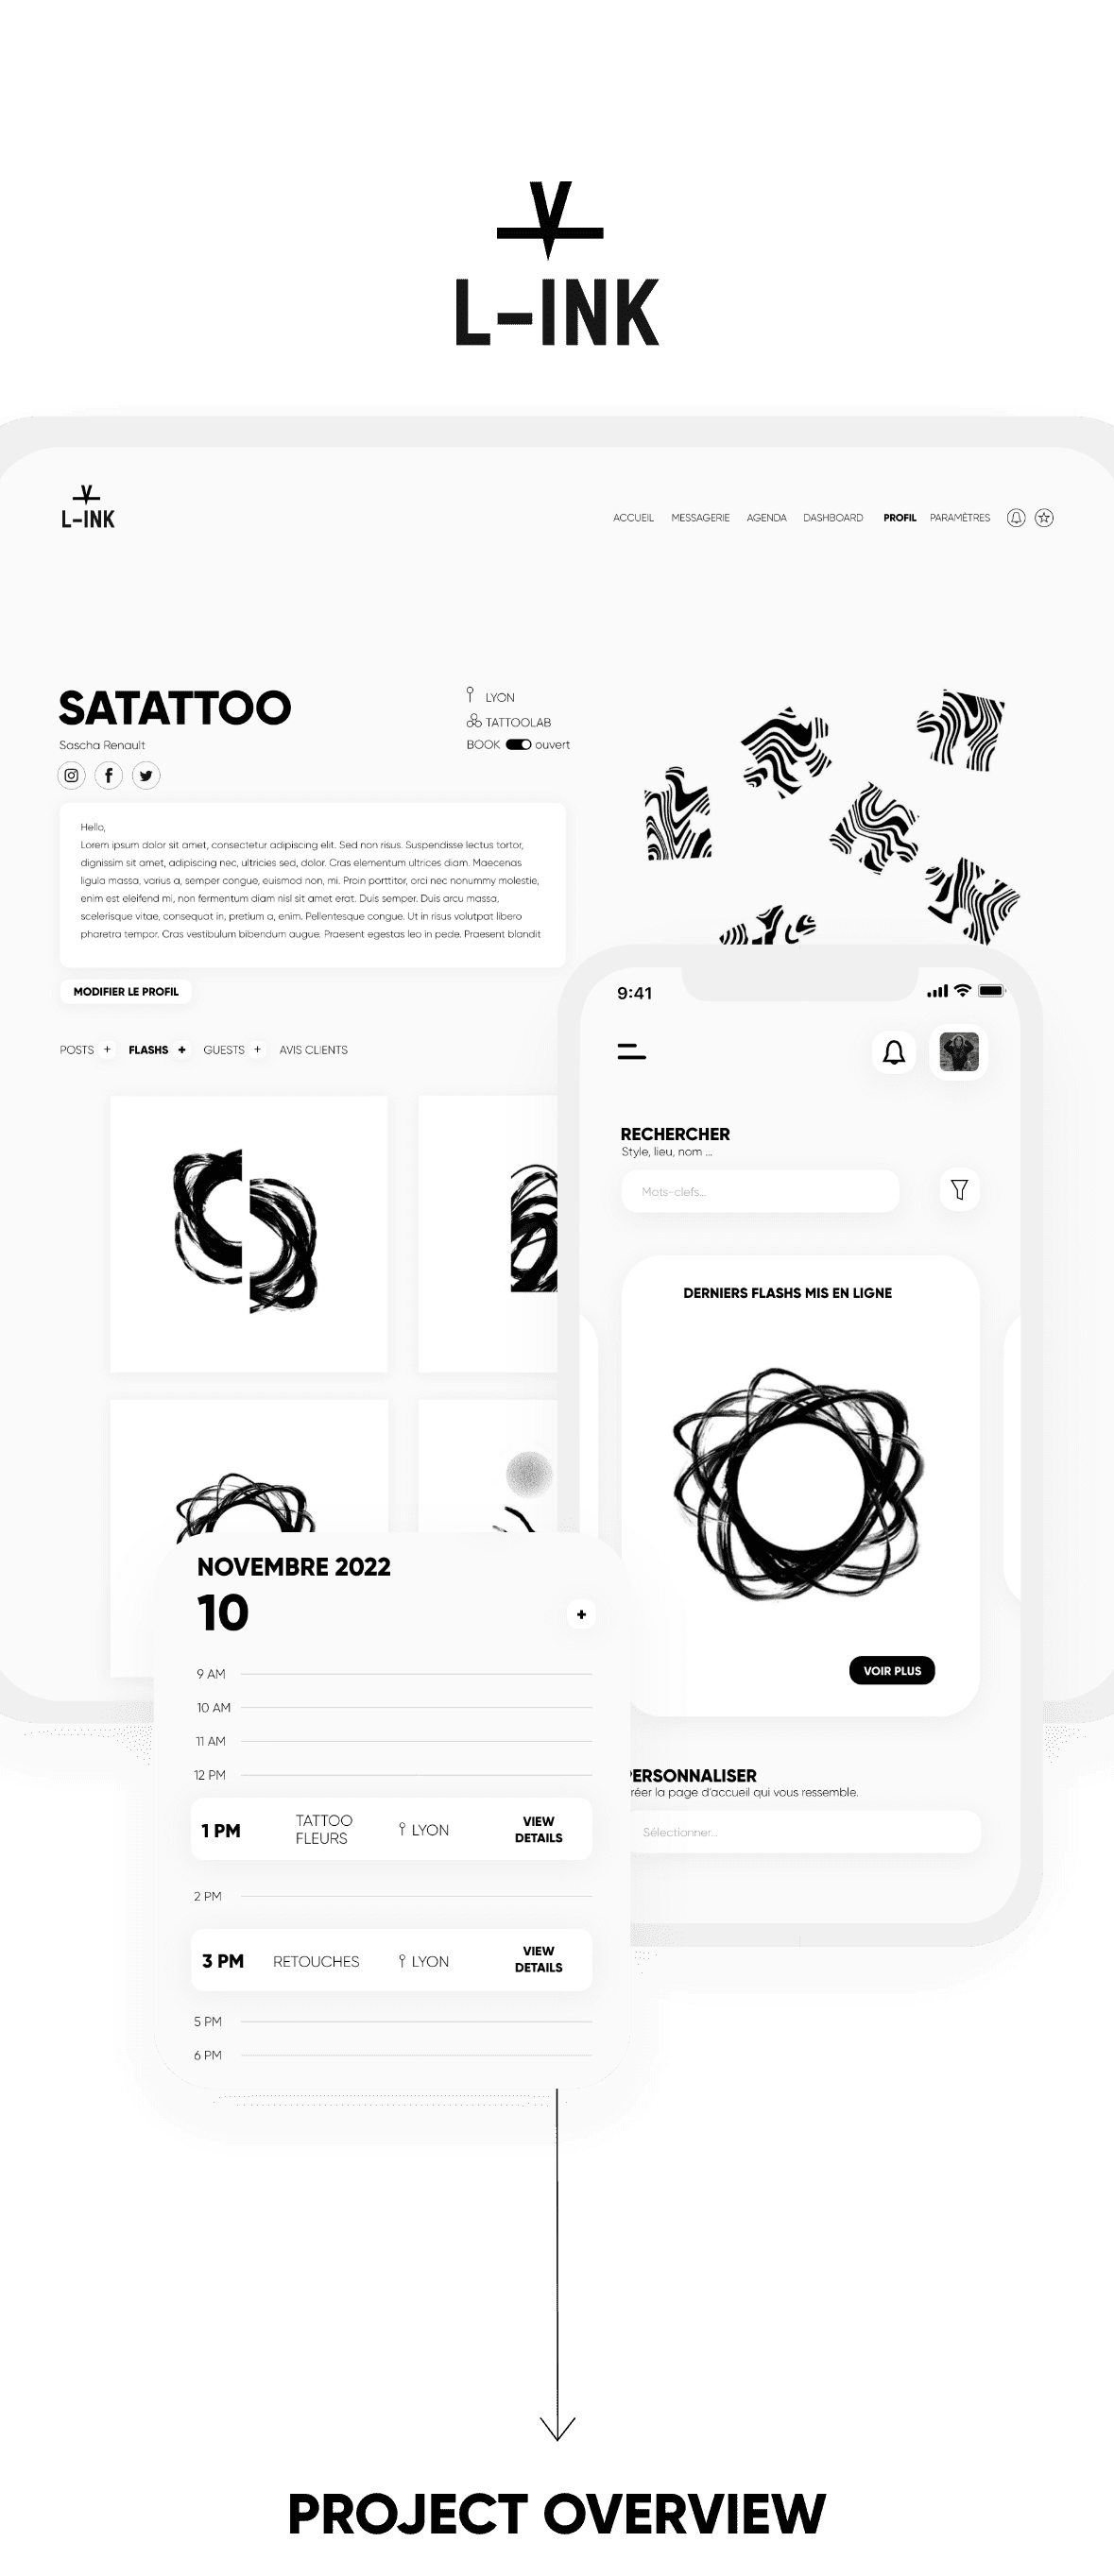 L-INK
L-INK
ACCUEIL MESSAGERIE AGENDA DASHBOARD PROFIL PARAMÈTRES
SATATTOO
Sascha Renault
LYON
TATTOOLAB
BOOK ouvert
Hello,
Lorem ipsum dolor sit amet, consectetur adipiscing elit. Sed non risus. Suspendisse lectus tortor,
dignissim sit amet, adipiscing nec, ultricies sed, dolor. Cras elementum ultrices diam. Maecenas
ligula massa, varius a, semper congue, euismod non, mi. Proin porttitor, orci nec nonummy molestie,
enim est eleifend mi, non fermentum diam nisl sit amet erat. Duis semper. Duis arcu massa,
scelerisque vitae, consequat in, pretium a, enim. Pellentesque congue. Ut in risus volutpat libero
pharetra tempor. Cras vestibulum bibendum augue. Praesent egestas leo in pede. Praesent blandit
MODIFIER LE PROFIL
POSTS + FLASHS + GUESTS + AVIS CLIENTS
9:41
RECHERCHER
Style, lieu, nom ...
Mots-clefs...
DERNIERS FLASHS MIS EN LIGNE
VOIR PLUS
PERSONNALISER
réer la page d'accueil qui vous ressemble.
Sélectionner...
NOVEMBRE 2022
10
+
9 AM
10 AM
11 AM
12 PM
1 PM TATTOO FLEURS LYON VIEW DETAILS
2 PM
3 PM RETOUCHES LYON VIEW DETAILS
5 PM
6 PM
PROJECT OVERVIEW